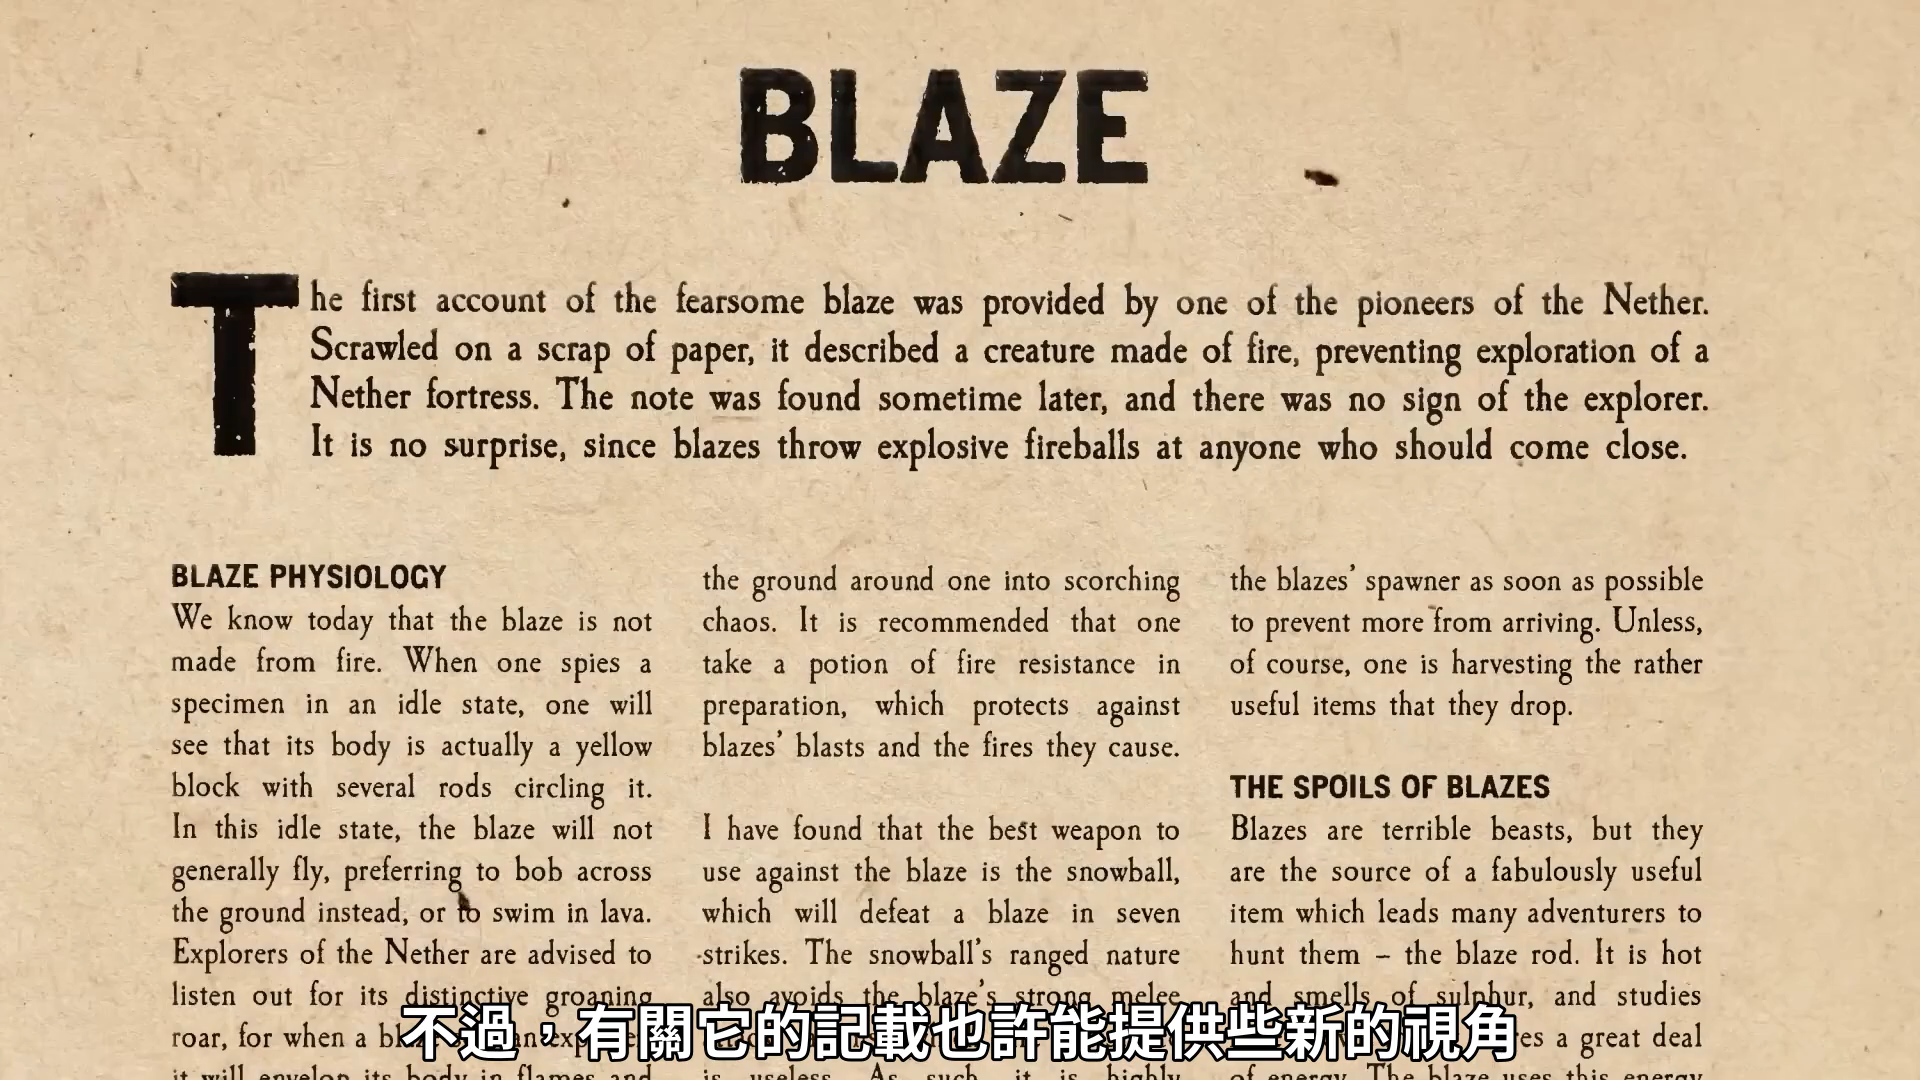 BLAZE
The first account of the fearsome blaze was provided by one of the pioneers of the Nether.
Scrawled on a scrap of paper, it described a creature made of fire, preventing exploration of a
Nether fortress. The note was found sometime later, and there was no sign of the explorer.
It is no surprise, since blazes throw explosive fireballs at anyone who should come close.
BLAZE PHYSIOLOGY
We know today that the blaze is not
made from fire. When one spies a
specimen in an idle state, one will
see that its body is actually a yellow
block with several rods circling it.
In this idle state, the blaze will not
generally fly, preferring to bob across
the ground instead, or to swim in lava.
Explorers of the Nether are advised to
listen out for its distinctive groaning
roar, for when a
it will envelop its body in flames and
the ground around one into scorching
chaos. It is recommended that one
take a potion of fire resistance in
preparation, which protects against
blazes' blasts and the fires they cause.
I have found that the best weapon to
use against the blaze is the snowball,
which will defeat a blaze in seven
strikes. The snowball's ranged nature
also avoids the blaze's strong melee
is useless. As such, it is highly
the blazes' spawner as soon as possible
to prevent more from arriving. Unless,
of course, one is harvesting the rather
useful items that they drop.
THE SPOILS OF BLAZES
Blazes are terrible beasts, but they
are the source of a fabulously useful
item which leads many adventurers to
hunt them – the blaze rod. It is hot
and smells of sulphur, and studies
a great deal
of energy. The blaze uses this energy
不過，有關它的記載也許能提供些新的視角